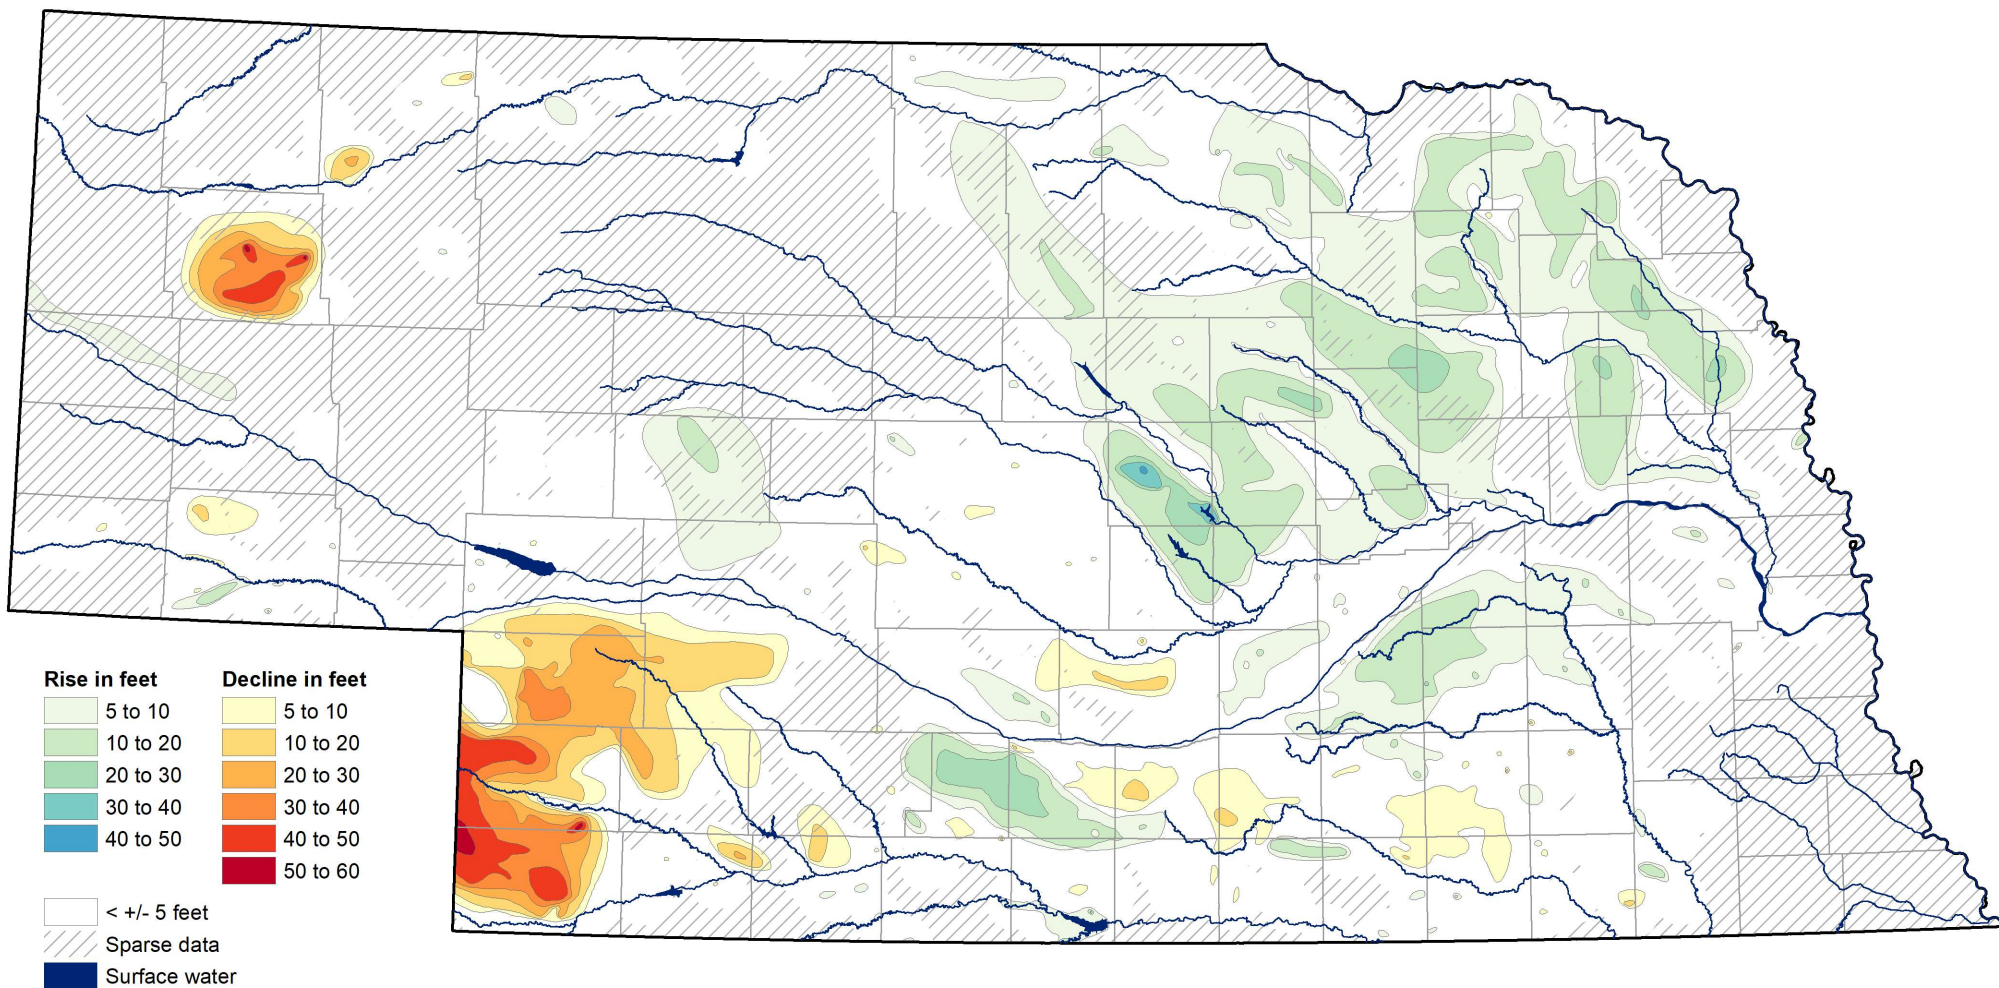 Rise in feet
5 to 10
10 to 20
20 to 30
30 to 40
40 to 50
Decline in feet
5 to 10
10 to 20
20 to 30
30 to 40
40 to 50
50 to 60
< +/- 5 feet
Sparse data
Surface water